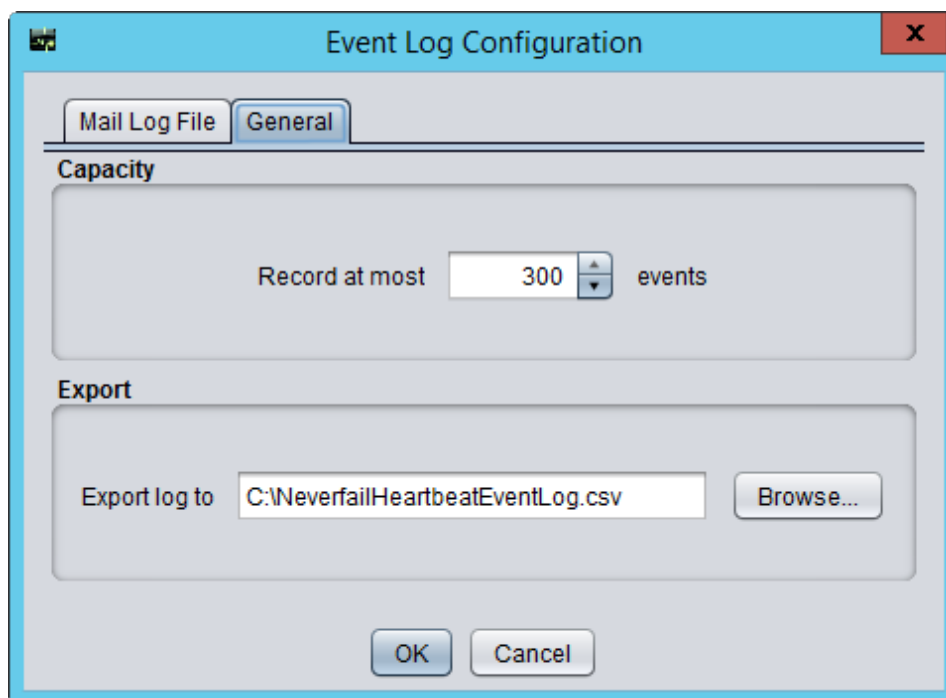 Event Log Configuration
x
Mail Log File General
Capacity
Record at most 300 events
Export
Export log to C:\NeverfailHeartbeatEventLog.csv Browse...
OK Cancel